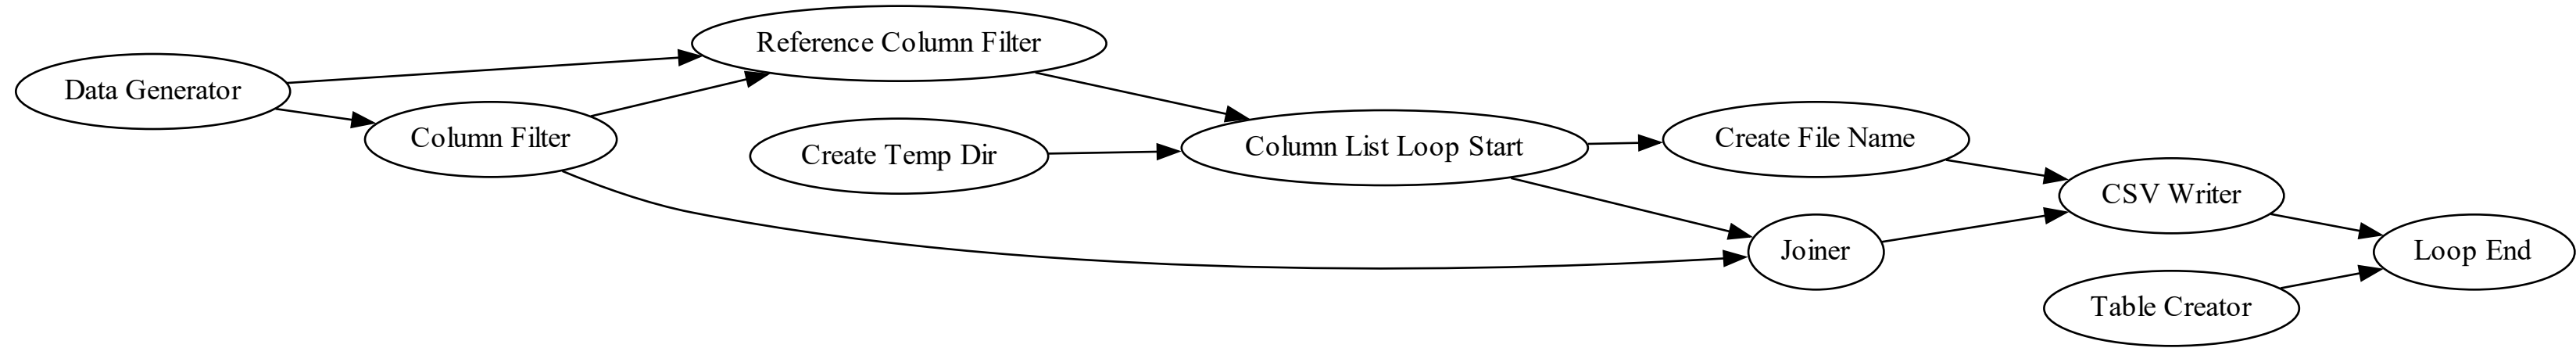 Data Generator
Column Filter
Reference Column Filter
Create Temp Dir
Column List Loop Start
Create File Name
Joiner
CSV Writer
Table Creator
Loop End